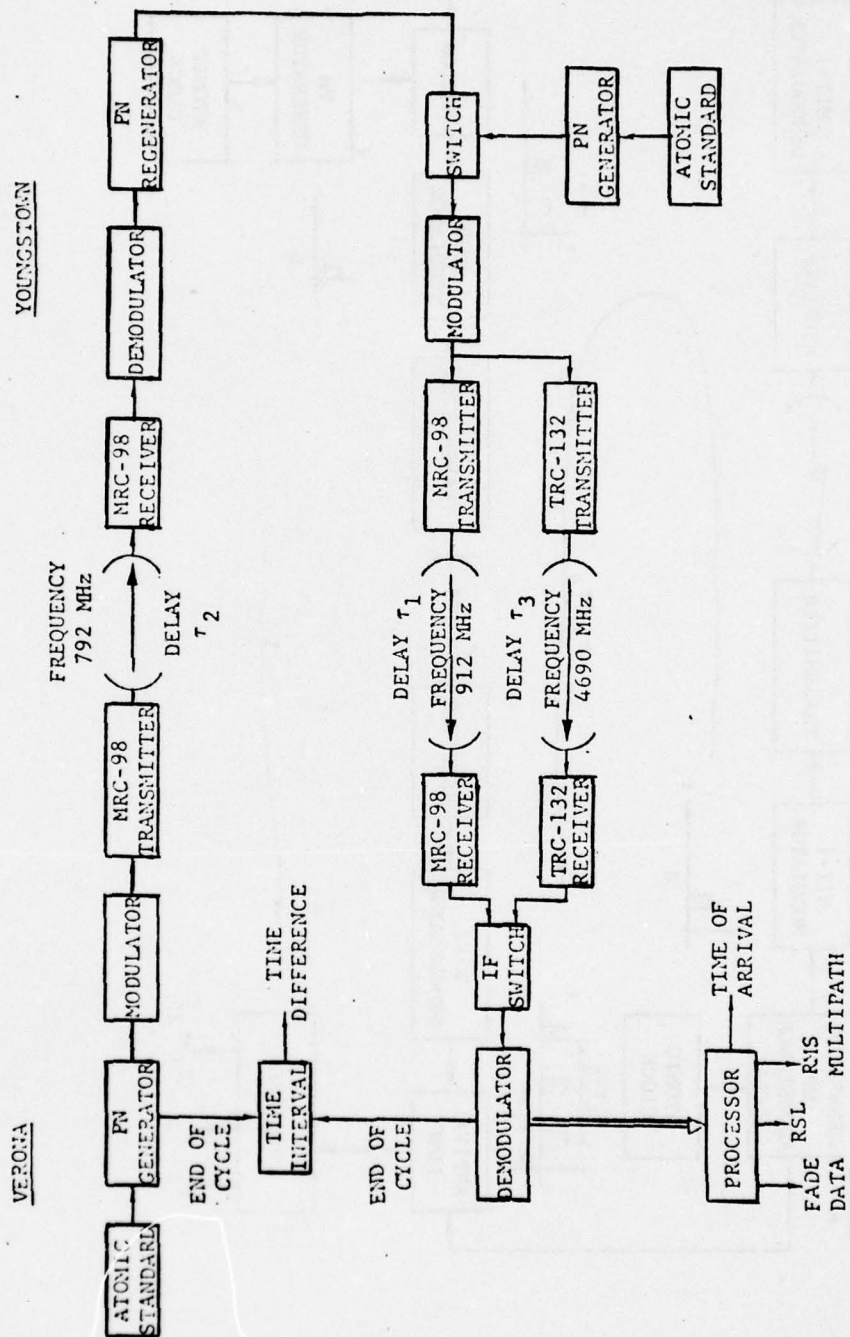 VERONA
YOUNGSTOWN
ATOMIC
STANDARD
PN
GENERATOR
MODULATOR
MRC-98
TRANSMITTER
FREQUENCY
792 MHz
DELAY
τ2
MRC-98
RECEIVER
DEMODULATOR
PN
REGENERATOR
END OF
CYCLE
TIME
INTERVAL
TIME
DIFFERENCE
END OF
CYCLE
DEMODULATOR
IF
SWITCH
MRC-98
RECEIVER
DELAY τ1
FREQUENCY
912 MHz
MRC-98
TRANSMITTER
MODULATOR
SWITCH
PN
GENERATOR
ATOMIC
STANDARD
TRC-132
RECEIVER
DELAY τ3
FREQUENCY
4690 MHz
TRC-132
TRANSMITTER
PROCESSOR
TIME OF
ARRIVAL
FADE
DATA
RSL
RMS
MULTIPATH